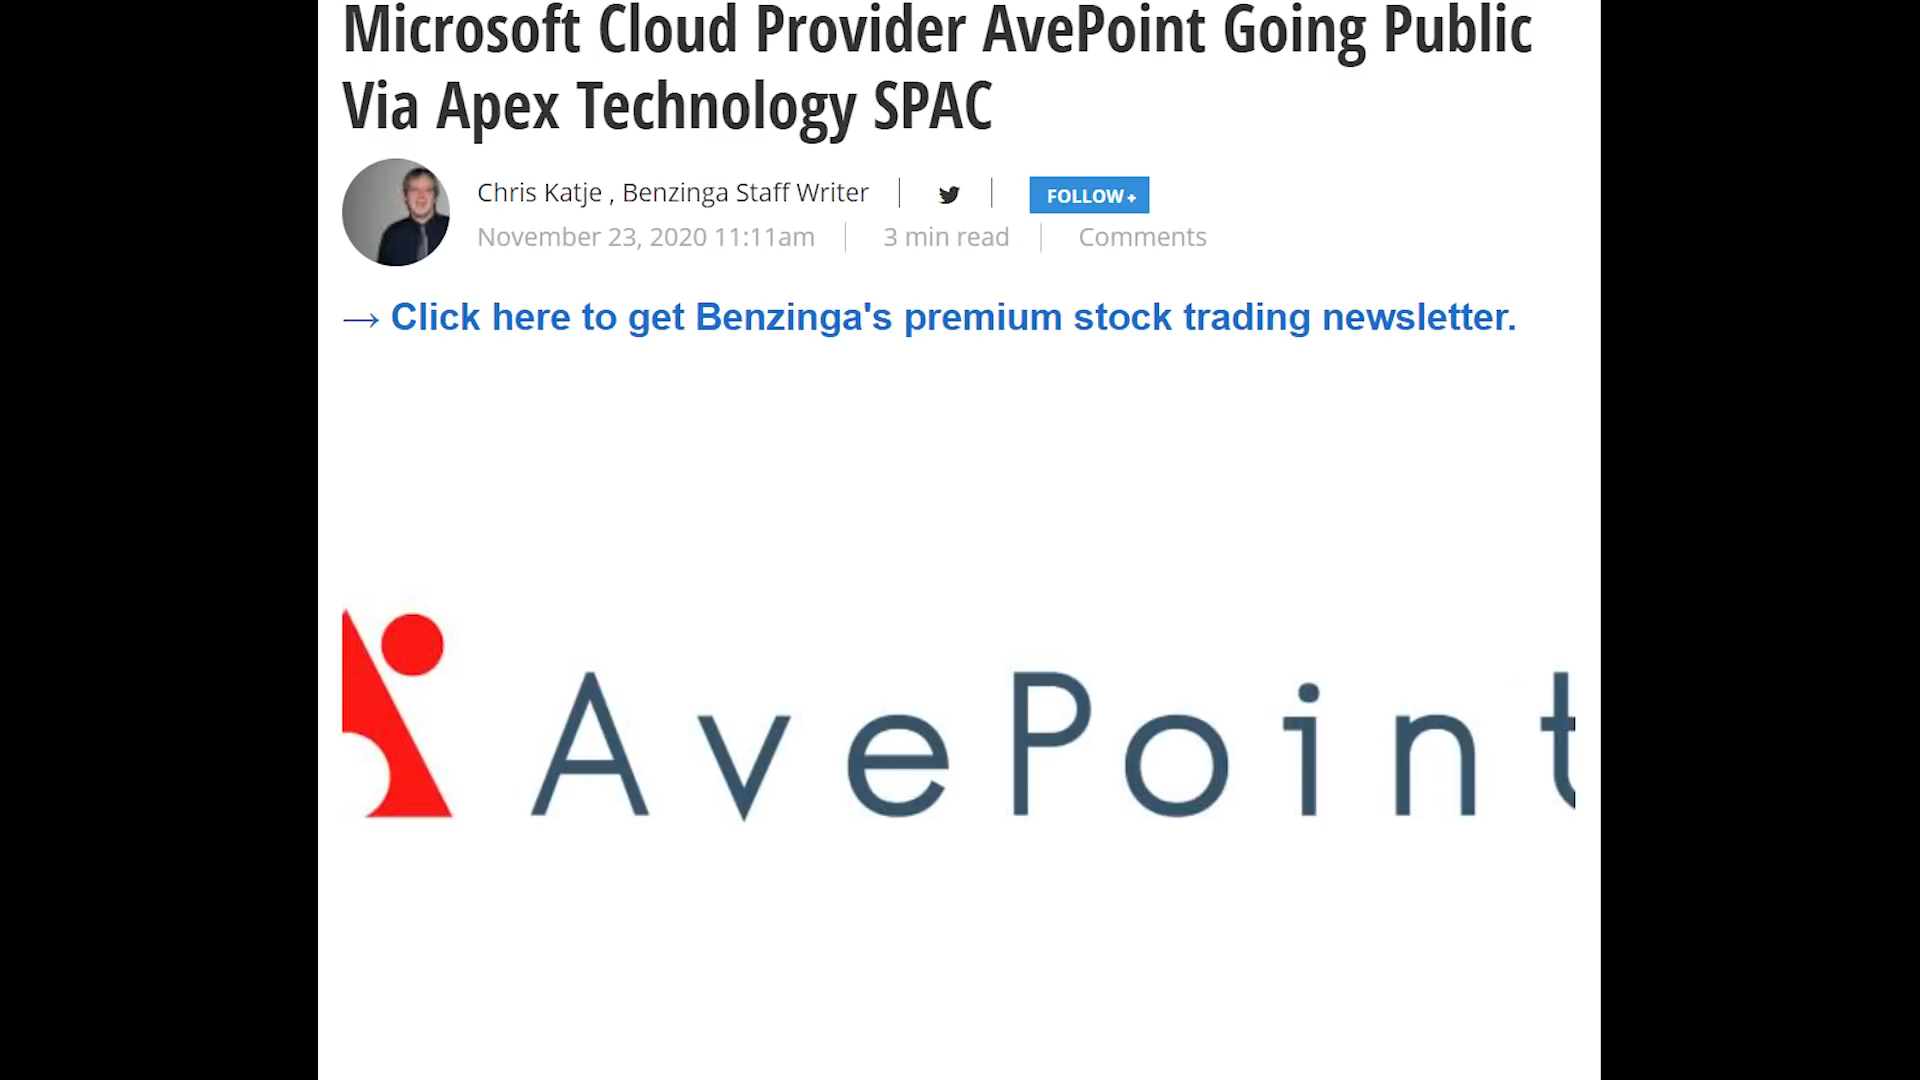 Microsoft Cloud Provider AvePoint Going Public
Via Apex Technology SPAC
Chris Katje , Benzinga Staff Writer
FOLLOW+
November 23, 2020 11:11am
3 min read
Comments
→ Click here to get Benzinga's premium stock trading newsletter.
AvePoint